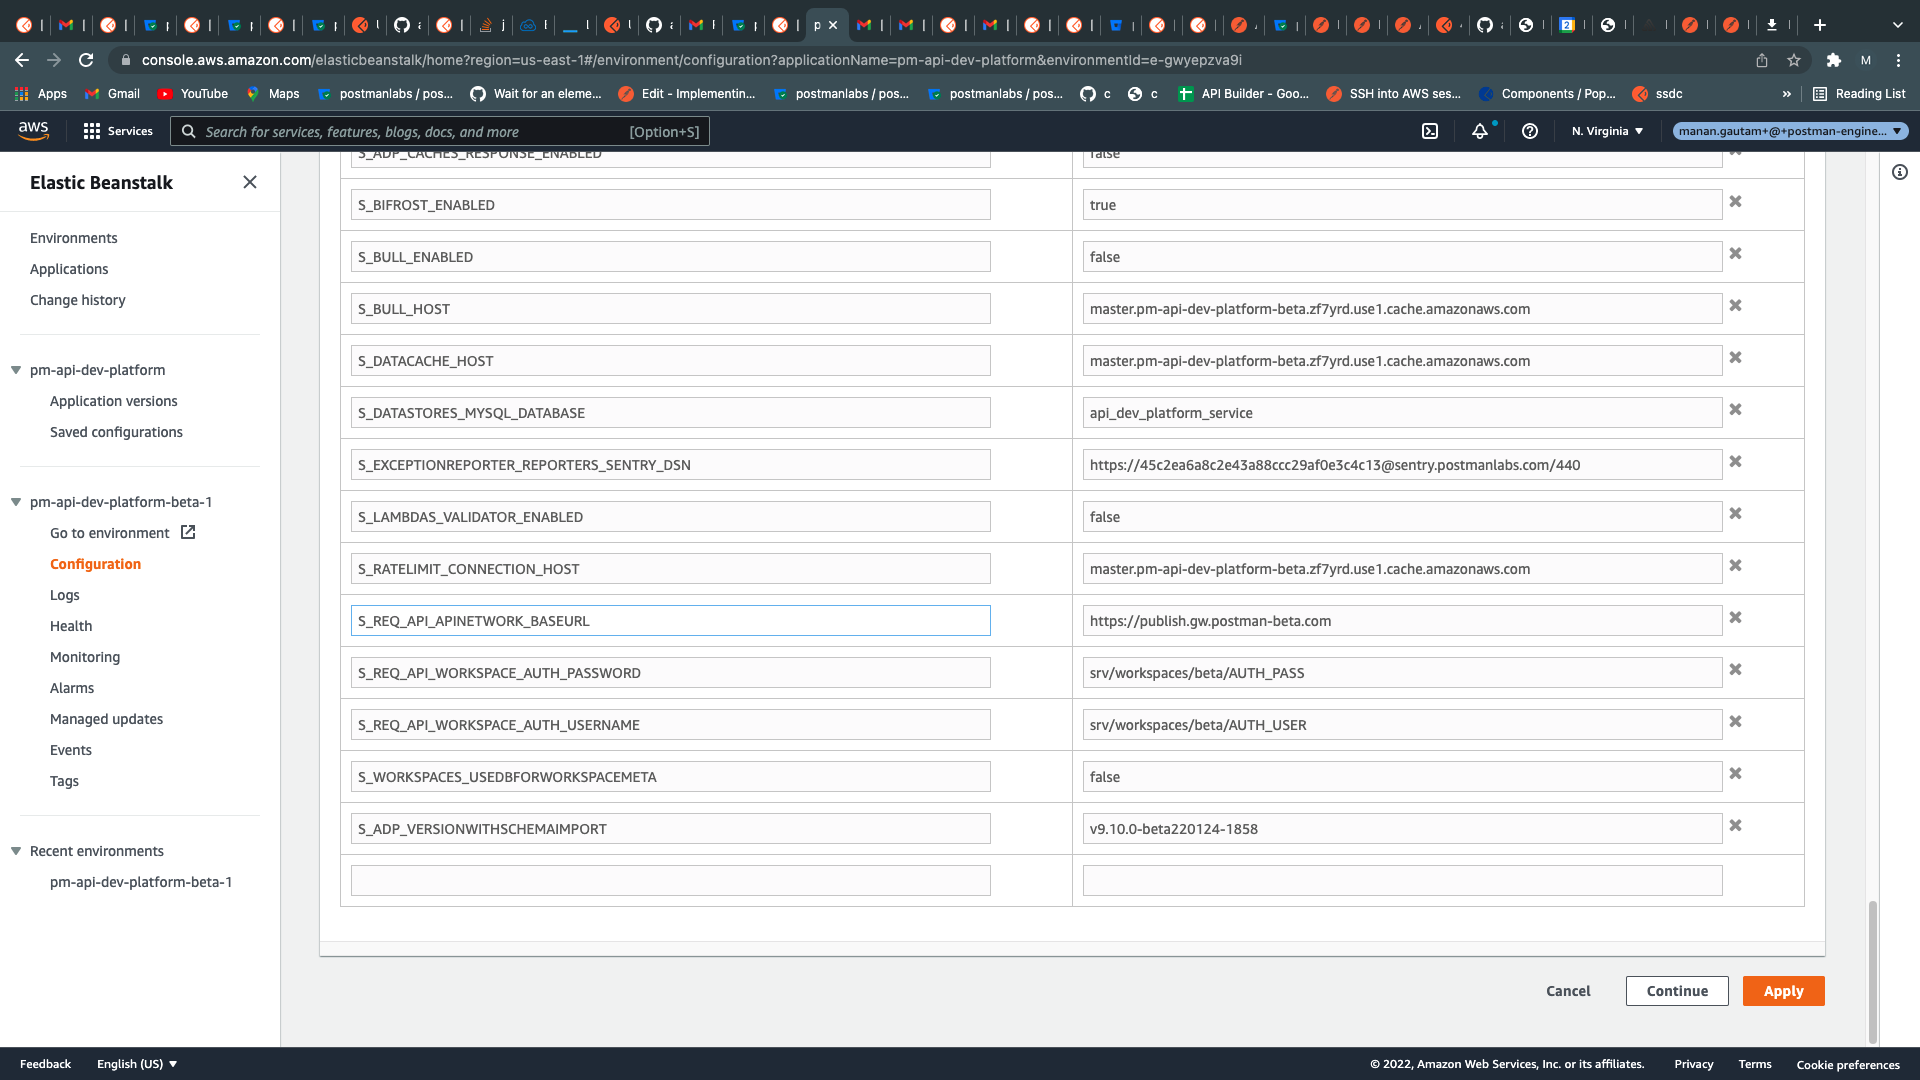 console.aws.amazon.com/elasticbeanstalk/home?region=us-east-1#/environment/configuration?applicationName=pm-api-dev-platform&environmentId=e-gwyepzva9i
M
Apps Gmail YouTube Maps postmanlabs / pos... Wait for an eleme... Edit - Implementin... postmanlabs / pos... postmanlabs / pos... c c API Builder - Goo... SSH into AWS ses... Components / Pop... ssdc » Reading List
aws Services Search for services, features, blogs, docs, and more [Option+S] N. Virginia ▼ manan.gautam+@+postman-engine... ▼
Elastic Beanstalk
Environments
Applications
Change history
pm-api-dev-platform
Application versions
Saved configurations
pm-api-dev-platform-beta-1
Go to environment
Configuration
Logs
Health
Monitoring
Alarms
Managed updates
Events
Tags
Recent environments
pm-api-dev-platform-beta-1
S_ADP_CACHES_RESPONSE_ENABLED false
S_BIFROST_ENABLED true
S_BULL_ENABLED false
S_BULL_HOST master.pm-api-dev-platform-beta.zf7yrd.use1.cache.amazonaws.com
S_DATACACHE_HOST master.pm-api-dev-platform-beta.zf7yrd.use1.cache.amazonaws.com
S_DATASTORES_MYSQL_DATABASE api_dev_platform_service
S_EXCEPTIONREPORTER_REPORTERS_SENTRY_DSN https://45c2ea6a8c2e43a88ccc29af0e3c4c13@sentry.postmanlabs.com/440
S_LAMBDAS_VALIDATOR_ENABLED false
S_RATELIMIT_CONNECTION_HOST master.pm-api-dev-platform-beta.zf7yrd.use1.cache.amazonaws.com
S_REQ_API_APINETWORK_BASEURL https://publish.gw.postman-beta.com
S_REQ_API_WORKSPACE_AUTH_PASSWORD srv/workspaces/beta/AUTH_PASS
S_REQ_API_WORKSPACE_AUTH_USERNAME srv/workspaces/beta/AUTH_USER
S_WORKSPACES_USEDBFORWORKSPACEMETA false
S_ADP_VERSIONWITHSCHEMAIMPORT v9.10.0-beta220124-1858
Cancel Continue Apply
Feedback English (US) ▼ © 2022, Amazon Web Services, Inc. or its affiliates. Privacy Terms Cookie preferences